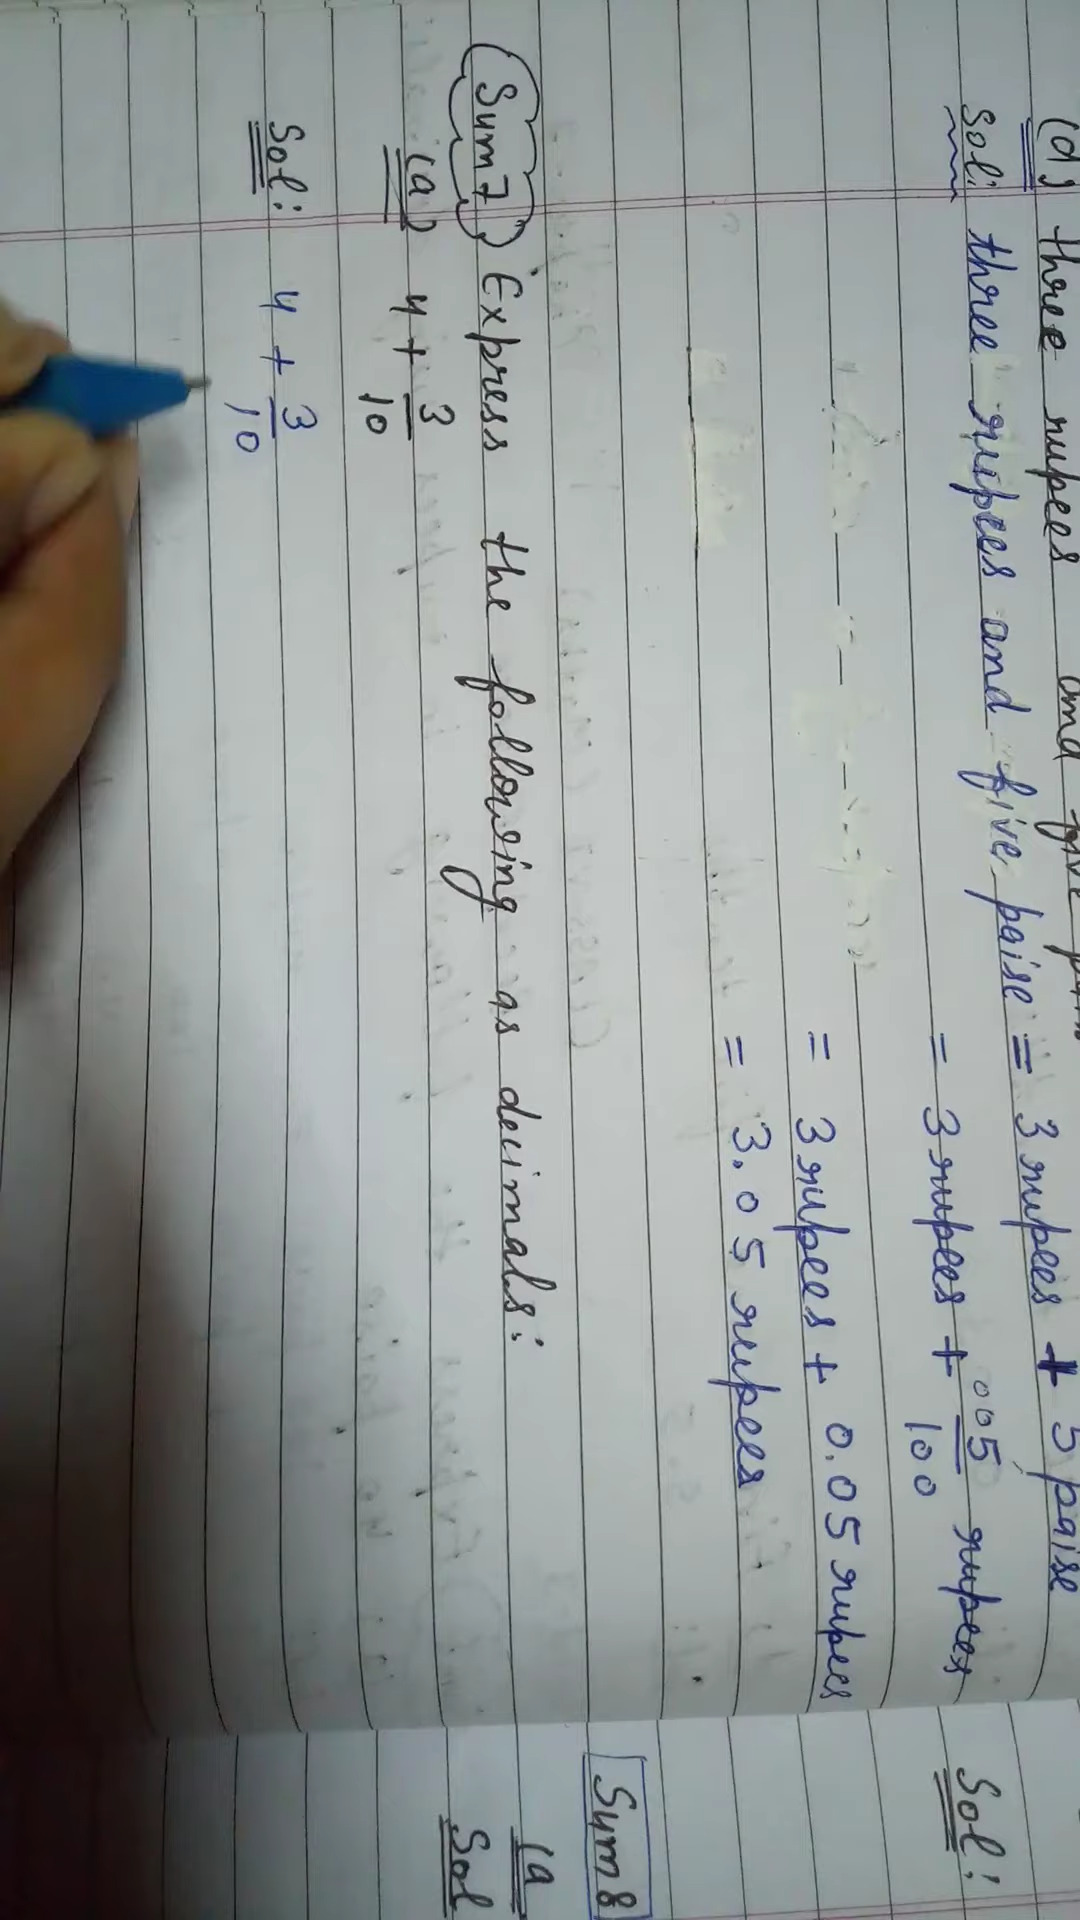 (d) three rupees and five
Sol: three rupees and five paise = 3 rupees + 5 paise
= 3 rupees + 005/100 rupees
= 3 rupees + 0.05 rupees
= 3.05 rupees
Sum 7) Express the following as decimals:
(a) 4 + 3/10
Sol: 4 + 3/10
Sol:
Sum 8
(a
Sol